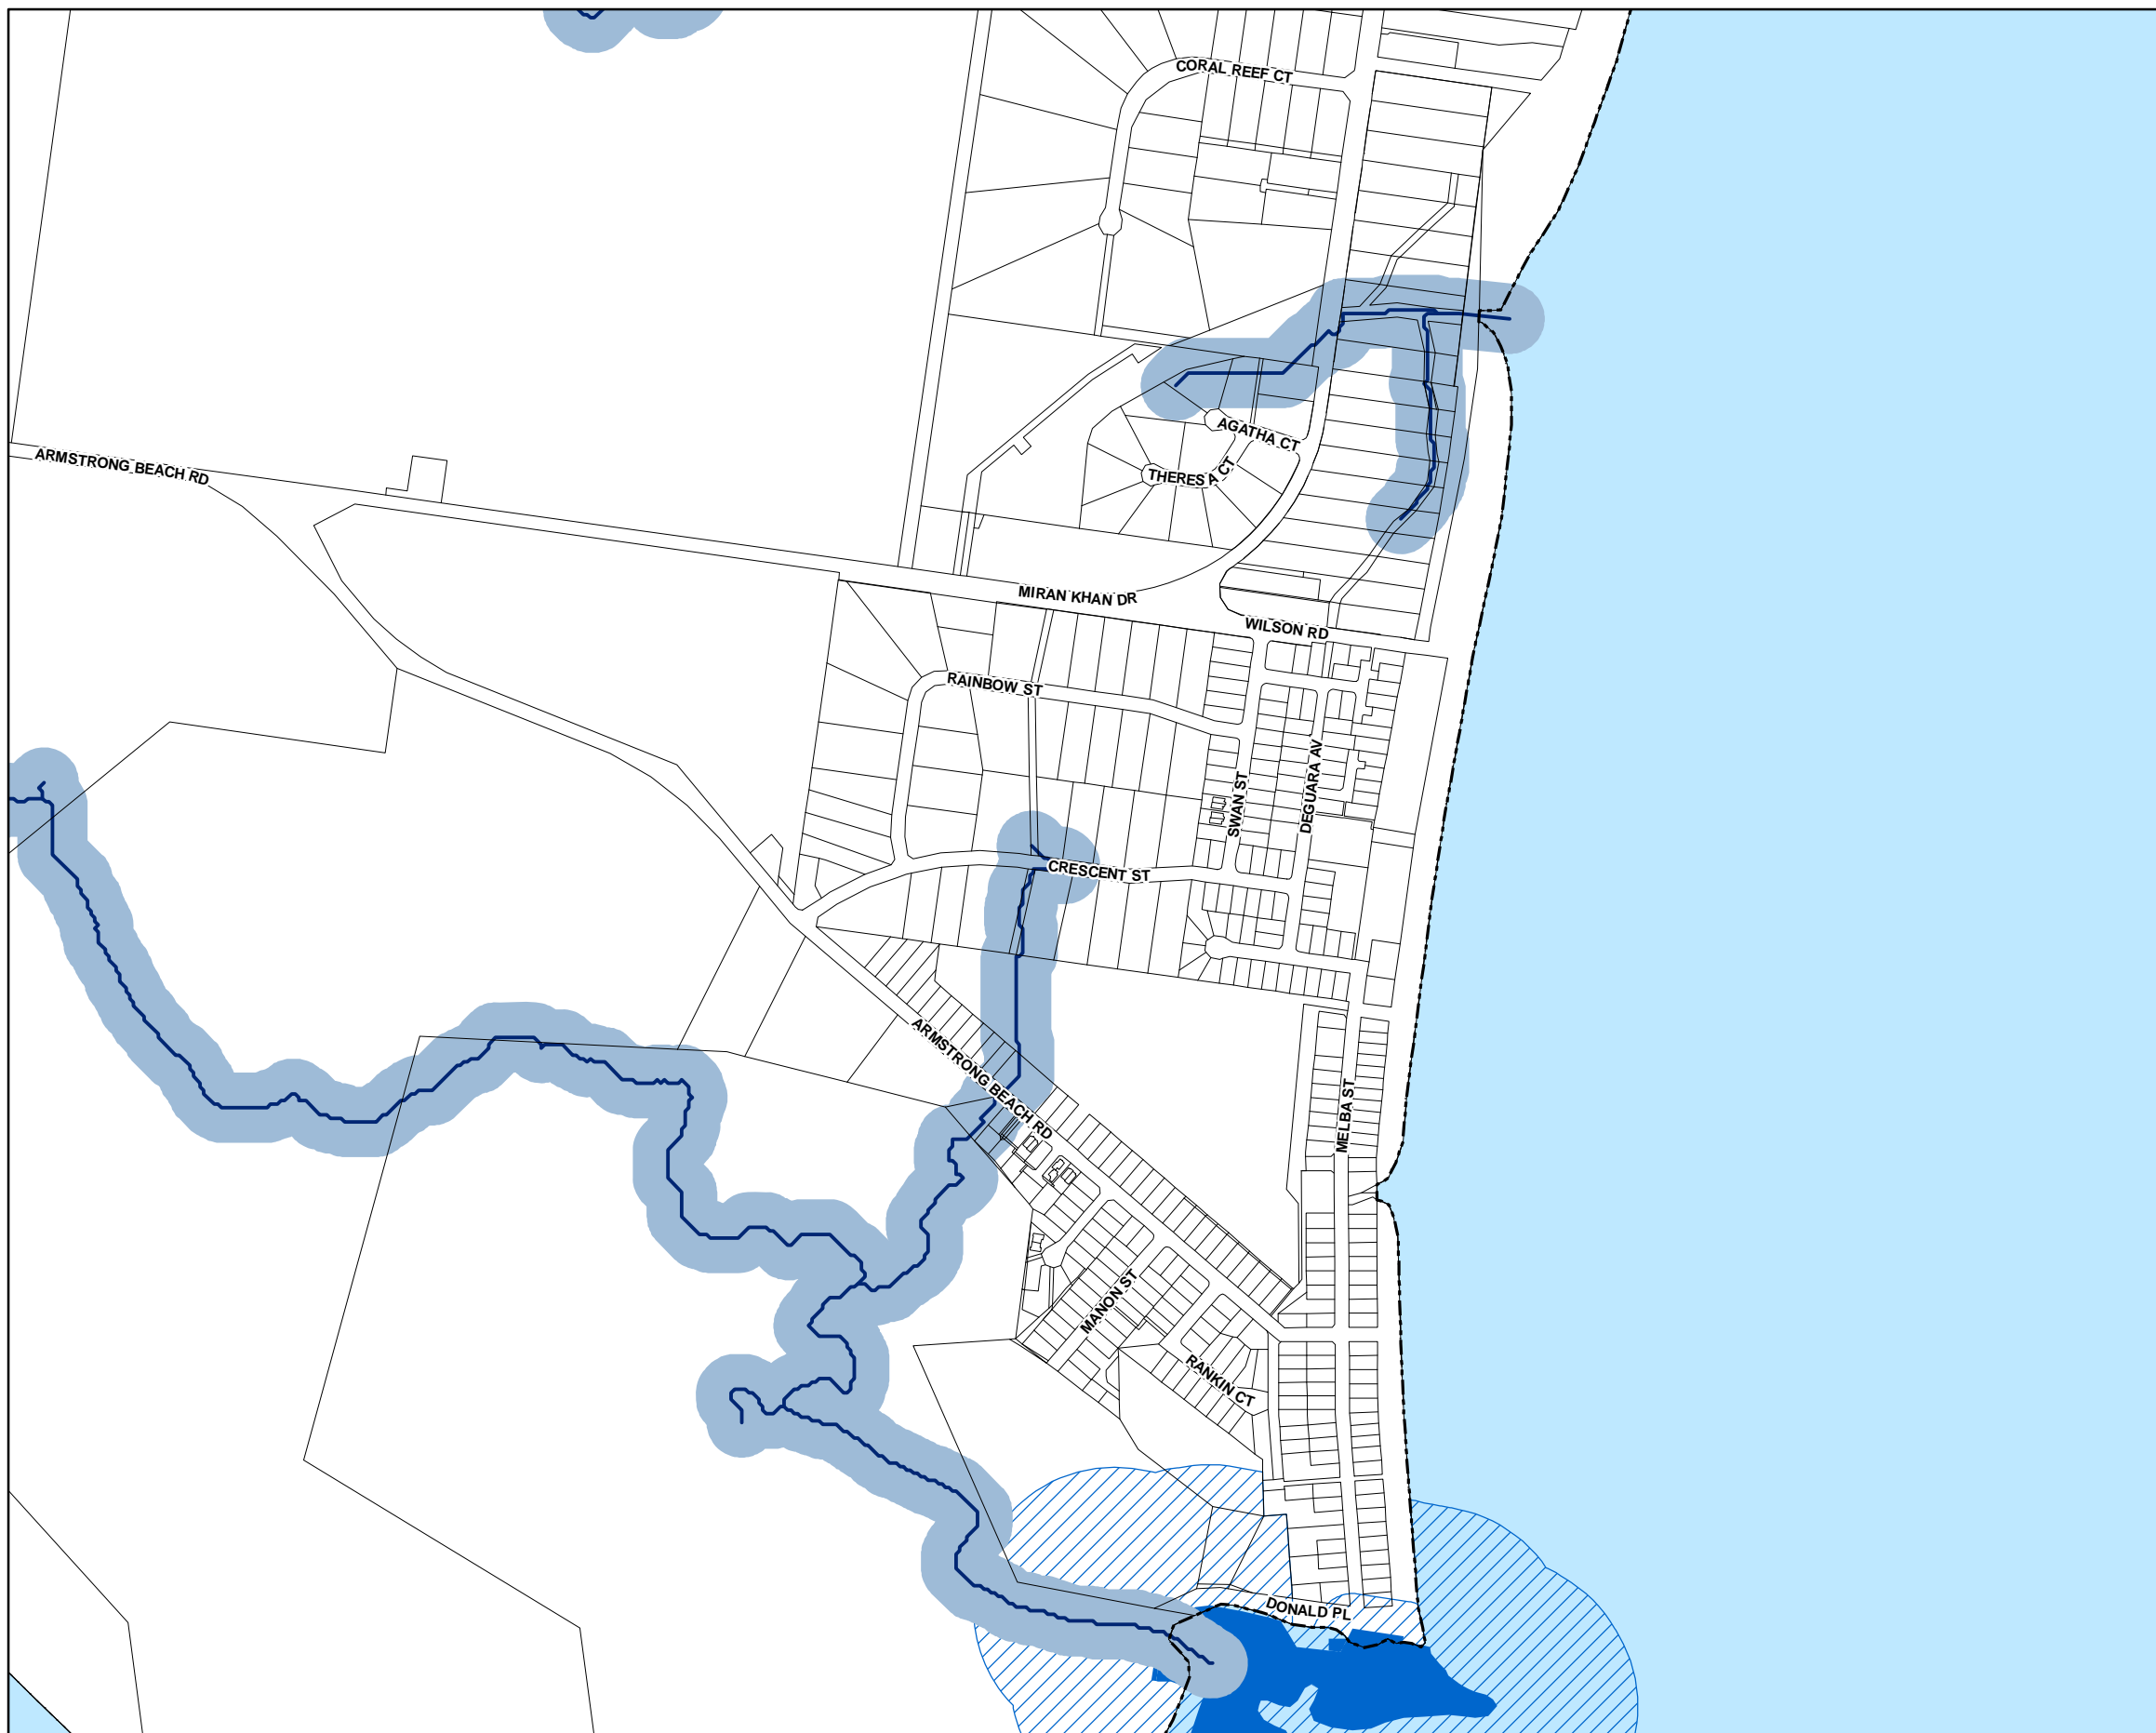 CORAL REEF CT
AGATHA CT
ARMSTRONG BEACH RD
THERESA CT
MIRAN KHAN DR
WILSON RD
RAINBOW ST
SWAN ST
DEGUARA AV
CRESCENT ST
ARMSTRONG BEACH RD
MELBA ST
MANON ST
RANKIN CT
DONALD PL